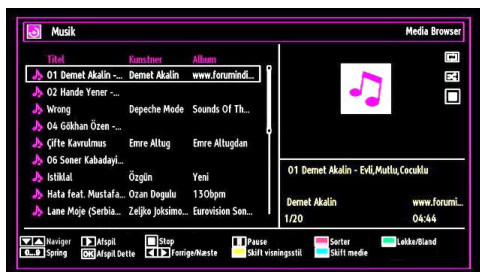 Musik
Media Browser
Titel Kunstner Album
01 Demet Akalin -... Demet Akalin www.forumindi...
02 Hande Yener -...
Wrong Depeche Mode Sounds Of Th...
04 Gökhan Özen -...
Çifte Kavrulmus Emre Altug Emre Altugdan
06 Soner Kabadayi...
Istiklal Özgün Yeni
Hata feat. Mustafa... Ozan Dogulu 130bpm
Lane Moje (Serbia... Zeljko Joksimo... Eurovision Son...
01 Demet Akalin - Evli,Mutlu,Cocuklu
Demet Akalin www.forumi...
1/20 04:44
Naviger Afspil Stop Pause Sorter Løkke/Bland
0...9 Spring OK Afspil Dette Forrige/Næste Skift visningsstil Skift medie